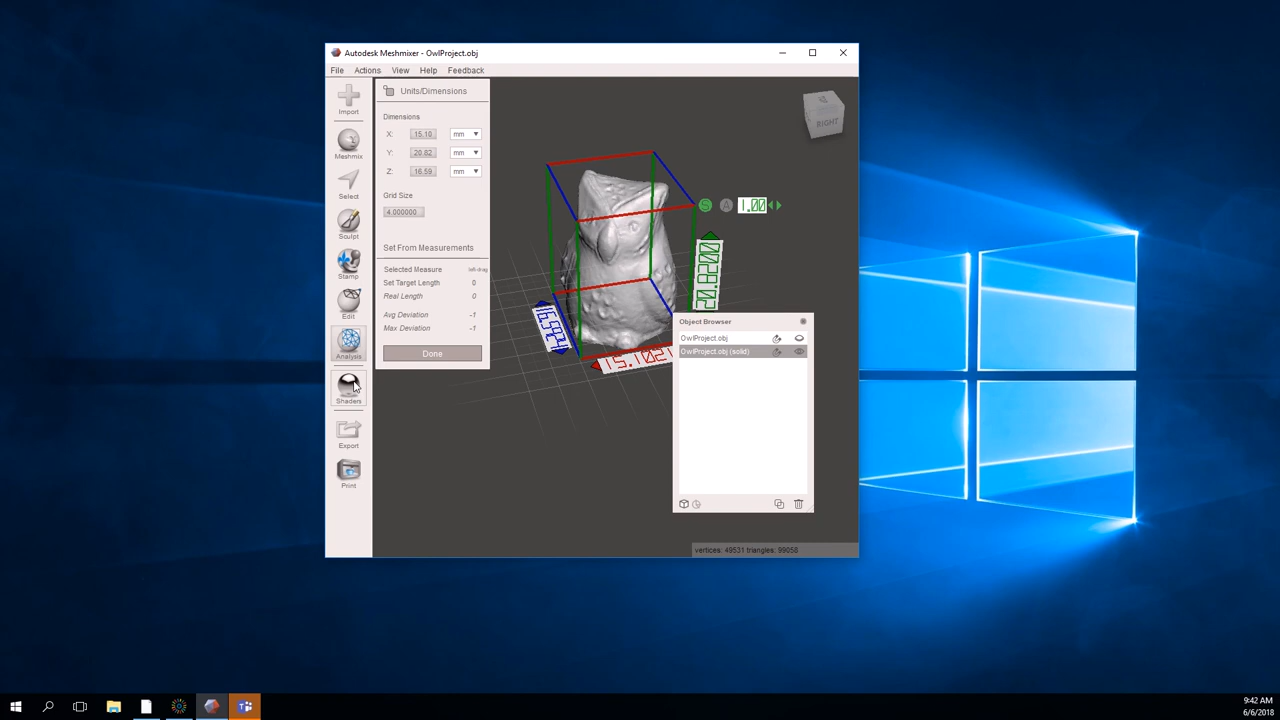 Autodesk Meshmixer - OwlProject.obj
File Actions View Help Feedback
Import
Meshmix
Select
Sculpt
Stamp
Edit
Analysis
Shaders
Export
Print
Units/Dimensions
Dimensions
X: 15.10 mm
Y: 20.82 mm
Z: 16.59 mm
Grid Size
4.000000
Set From Measurements
Selected Measure left-drag
Set Target Length 0
Real Length 0
Avg Deviation -1
Max Deviation -1
Done
RIGHT
S A 1.00
Object Browser
OwlProject.obj
OwlProject.obj (solid)
vertices: 49531 triangles: 99058
9:42 AM
6/6/2018